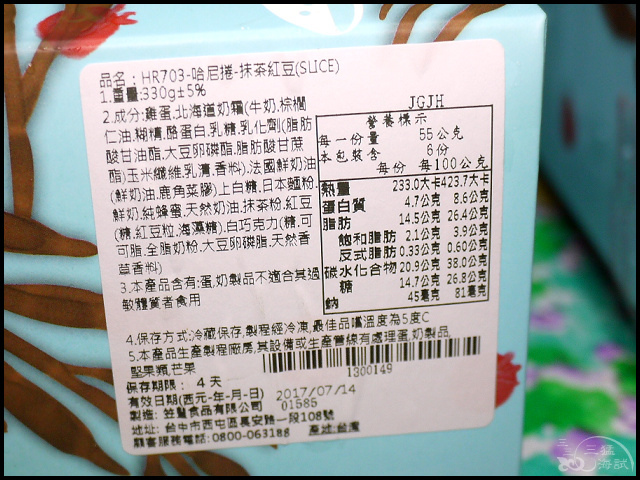 品名: HR703-哈尼捲-抹茶紅豆(SLICE)
1.重量:330g±5%
2.成分:雞蛋,北海道奶霜(牛奶,棕櫚
仁油,糊精,酪蛋白,乳糖,乳化劑(脂肪
酸甘油酯,大豆卵磷酯,脂肪酸甘蔗
酯)玉米纖維,乳清,香料),法國鮮奶油
(鮮奶油,鹿角菜膠),上白糖,日本麵粉,
鮮奶,純蜂蜜,天然奶油,抹茶粉,紅豆
(糖,紅豆粒,海藻糖),白巧克力(糖,可
可脂,全脂奶粉,大豆卵磷脂,天然香
草香料)
3.本產品含有:蛋,奶製品不適合其過
敏體質者食用
JGJH
營養標示
每一份量 55公克
本包裝含 6份
每份 每100公克
熱量 233.0大卡 423.7大卡
蛋白質 4.7公克 8.6公克
脂肪 14.5公克 26.4公克
飽和脂肪 2.1公克 3.9公克
反式脂肪 0.33公克 0.60公克
碳水化合物 20.9公克 38.0公克
糖 14.7公克 26.8公克
鈉 45毫克 81毫克
4.保存方式:冷藏保存,製程經冷凍,最佳品嚐溫度為5度C
5.本產品生產製程廠房,其設備或生產管線有處理蛋,奶製品
堅果類,芒果
1300149
保存期限: 4天
有效日期(西元-年-月-日) 2017/07/14
製造: 笠豐食品有限公司 01585
地址: 台中市西屯區長安路一段108號
顧客服務電話:0800-063188 產地:台灣